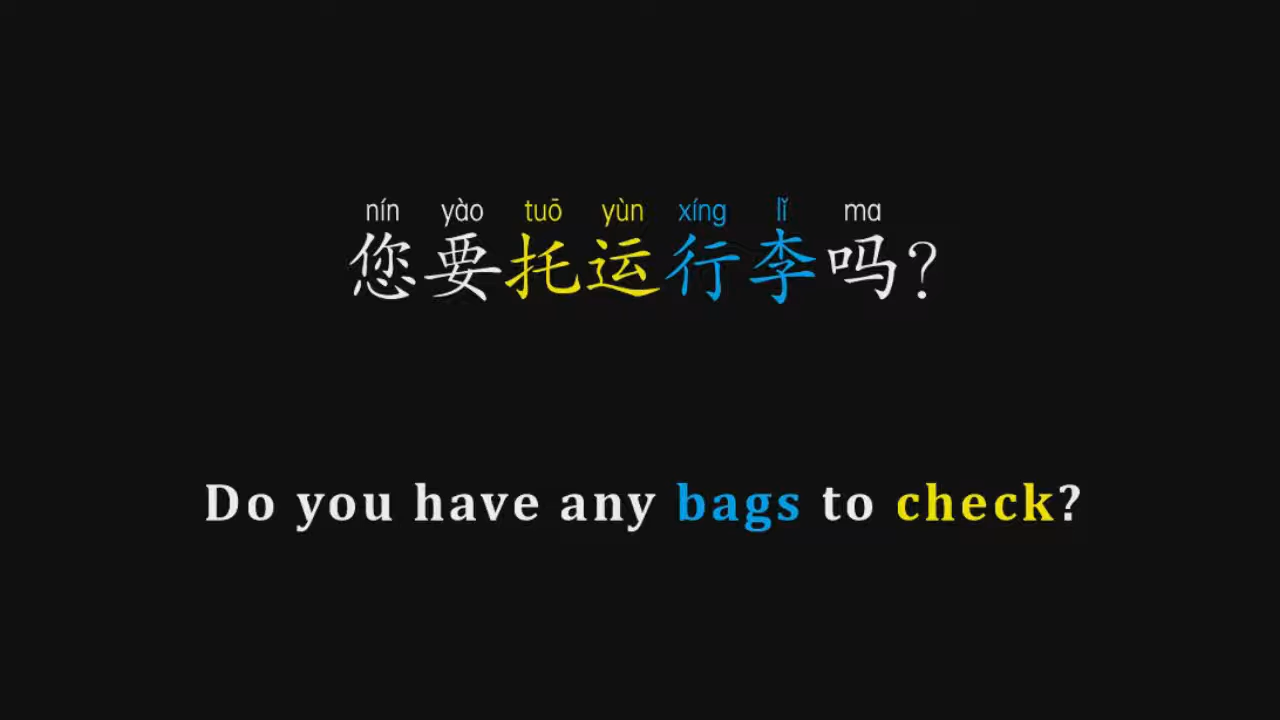 nín yào tuō yùn xíng lǐ ma
您要托运行李吗？
Do you have any bags to check?